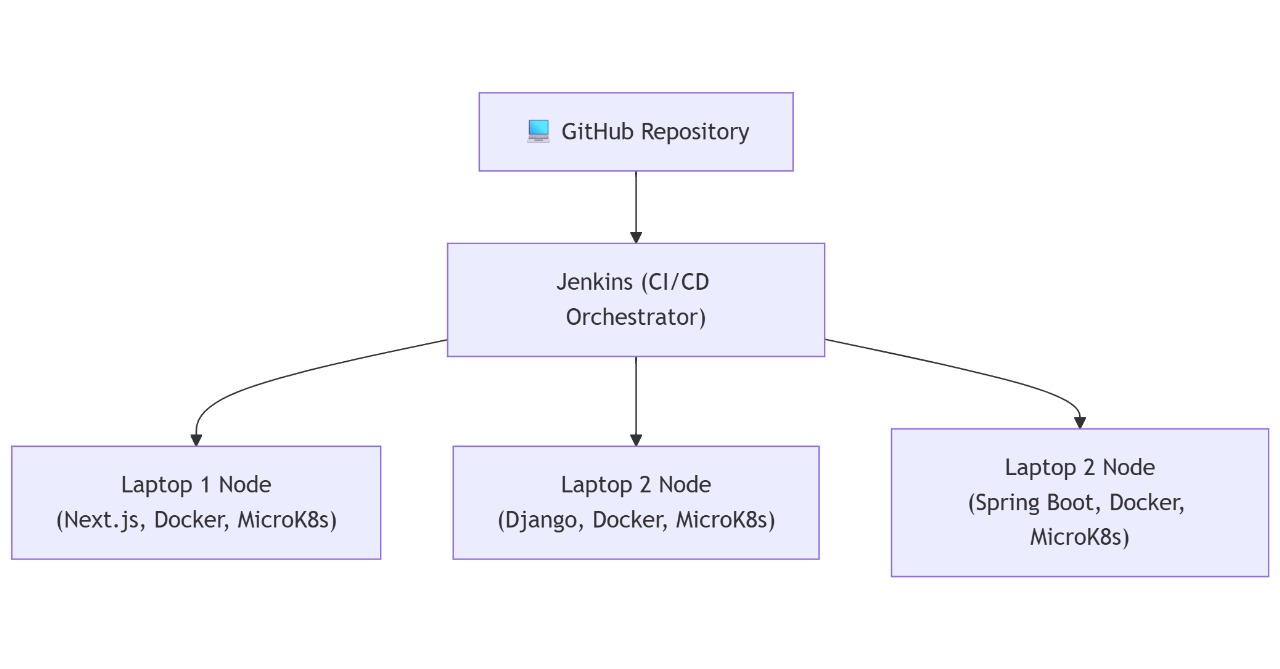 💻 GitHub Repository
Jenkins (CI/CD
Orchestrator)
Laptop 1 Node
(Next.js, Docker, MicroK8s)
Laptop 2 Node
(Django, Docker, MicroK8s)
Laptop 2 Node
(Spring Boot, Docker,
MicroK8s)